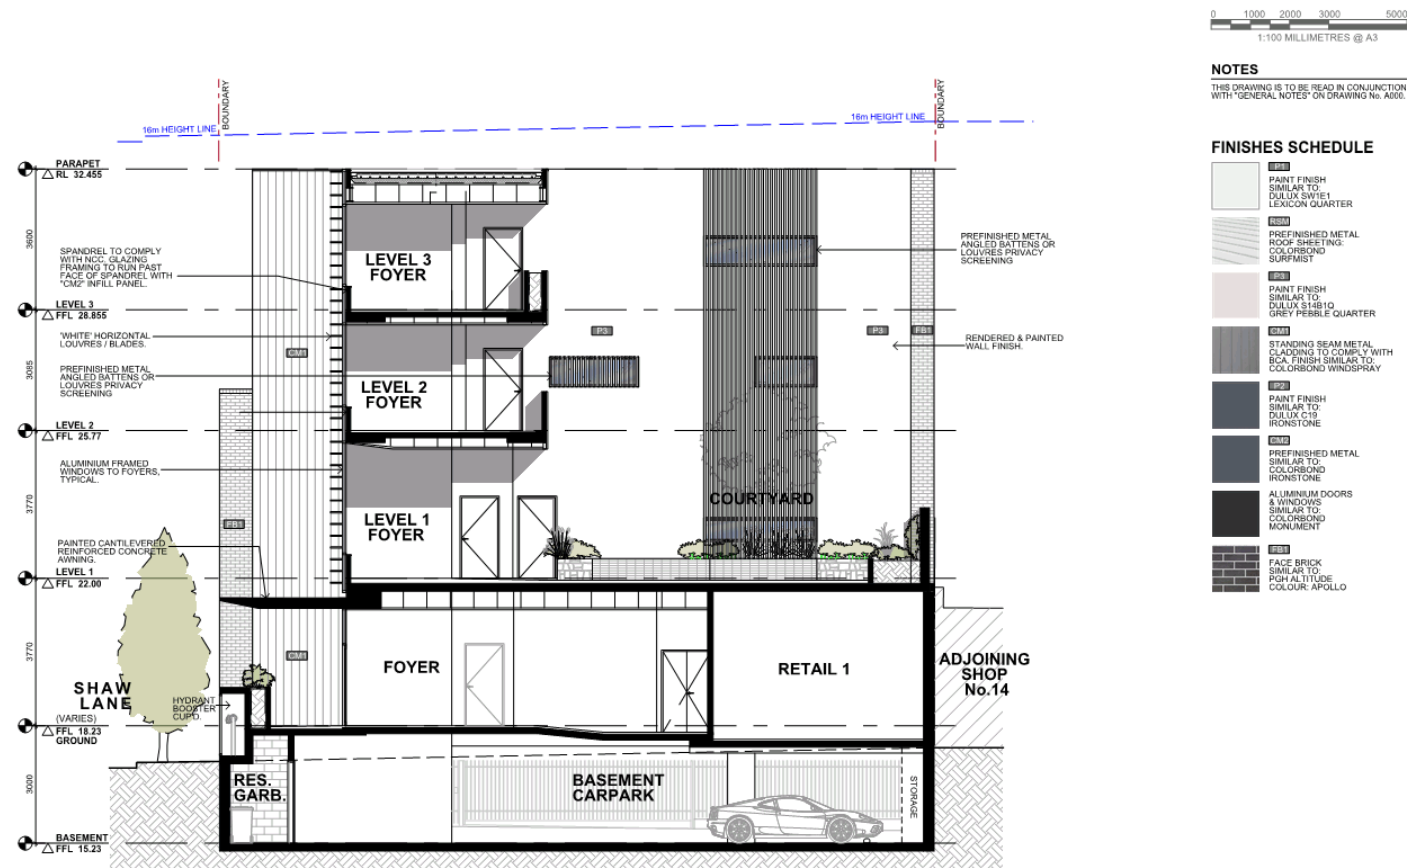 0 1000 2000 3000 5000
1:100 MILLIMETRES @ A3
NOTES
THIS DRAWING IS TO BE READ IN CONJUNCTION
WITH "GENERAL NOTES" ON DRAWING No. A000.
FINISHES SCHEDULE
P1
PAINT FINISH
SIMILAR TO:
DULUX SW1E1
LEXICON QUARTER
RSM
PREFINISHED METAL
ROOF SHEETING:
COLORBOND
SURFMIST
P3
PAINT FINISH
SIMILAR TO:
DULUX S14B1Q
GREY PEBBLE QUARTER
CM1
STANDING SEAM METAL
CLADDING TO COMPLY WITH
BCA. FINISH SIMILAR TO:
COLORBOND WINDSPRAY
P2
PAINT FINISH
SIMILAR TO:
DULUX C19
IRONSTONE
CM2
PREFINISHED METAL
SIMILAR TO:
COLORBOND
IRONSTONE
ALUMINIUM DOORS
& WINDOWS
SIMILAR TO:
COLORBOND
MONUMENT
FB1
FACE BRICK
SIMILAR TO:
PGH ALTITUDE
COLOUR: APOLLO
BOUNDARY
BOUNDARY
16m HEIGHT LINE
16m HEIGHT LINE
PARAPET
RL 32.455
3600
SPANDREL TO COMPLY
WITH NCC. GLAZING
FRAMING TO RUN PAST
FACE OF SPANDREL WITH
"CM2" INFILL PANEL.
LEVEL 3
FFL 28.855
'WHITE' HORIZONTAL
LOUVRES / BLADES.
3085
PREFINISHED METAL
ANGLED BATTENS OR
LOUVRES PRIVACY
SCREENING
LEVEL 2
FFL 25.77
ALUMINIUM FRAMED
WINDOWS TO FOYERS,
TYPICAL.
3770
PAINTED CANTILEVERED
REINFORCED CONCRETE
AWNING.
LEVEL 1
FFL 22.00
3770
SHAW
LANE
(VARIES)
FFL 18.23
GROUND
HYDRANT
BOOSTER
CUP'D.
3000
BASEMENT
FFL 15.23
LEVEL 3
FOYER
LEVEL 2
FOYER
LEVEL 1
FOYER
CM1
FB1
CM1
P3
P3
FB1
PREFINISHED METAL
ANGLED BATTENS OR
LOUVRES PRIVACY
SCREENING
RENDERED & PAINTED
WALL FINISH.
COURTYARD
FOYER
RETAIL 1
ADJOINING
SHOP
No.14
RES.
GARB.
BASEMENT
CARPARK
STORAGE